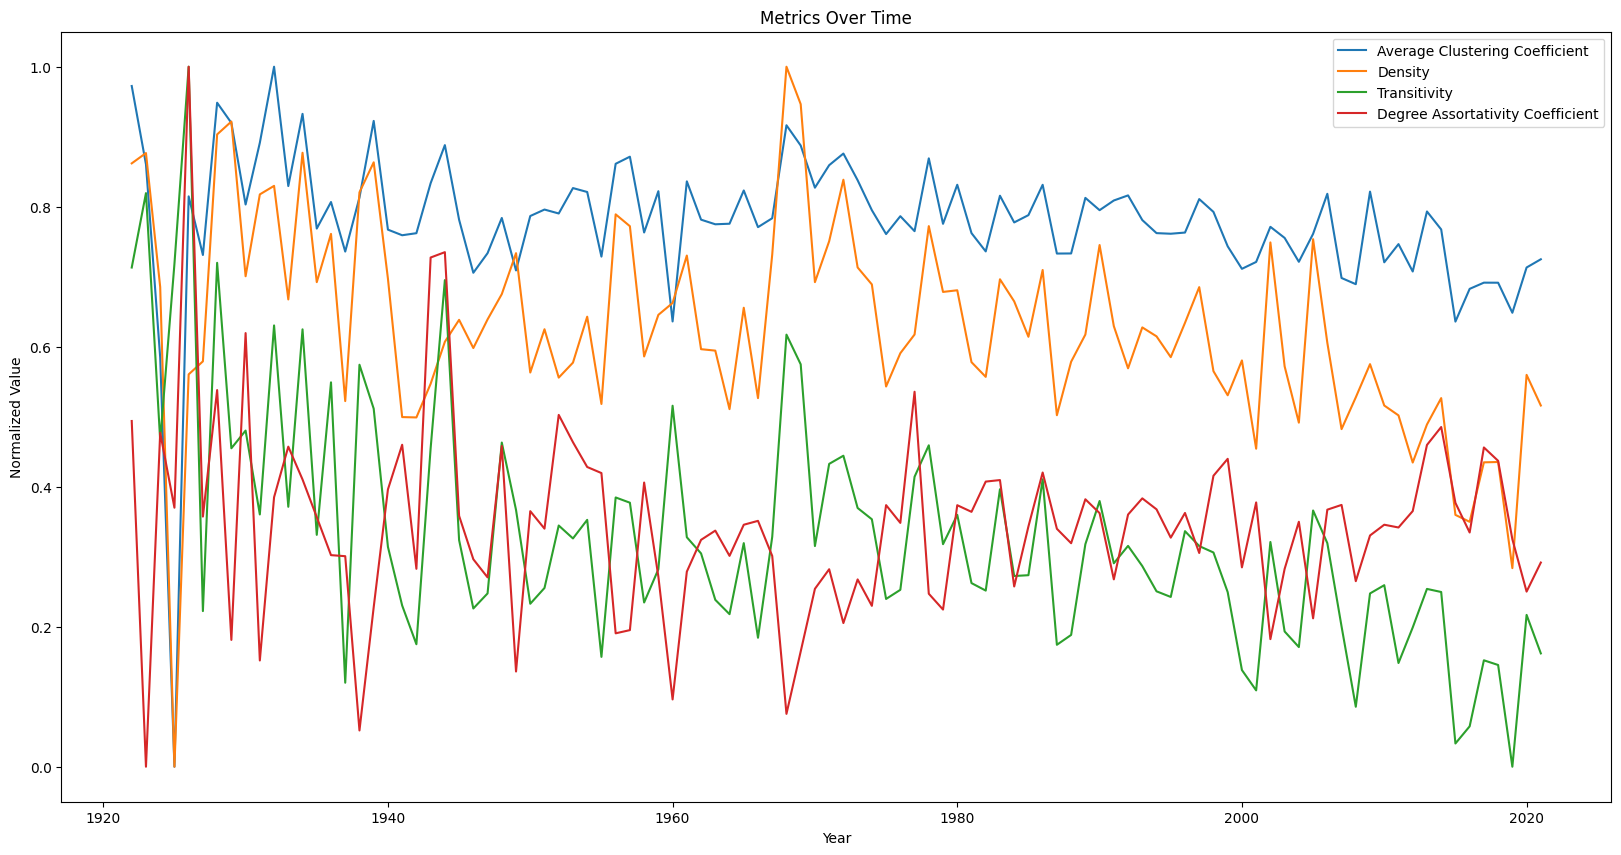 Metrics Over Time
Average Clustering Coefficient
Density
Transitivity
Degree Assortativity Coefficient
Normalized Value
1.0
0.8
0.6
0.4
0.2
0.0
1920 1940 1960 1980 2000 2020
Year